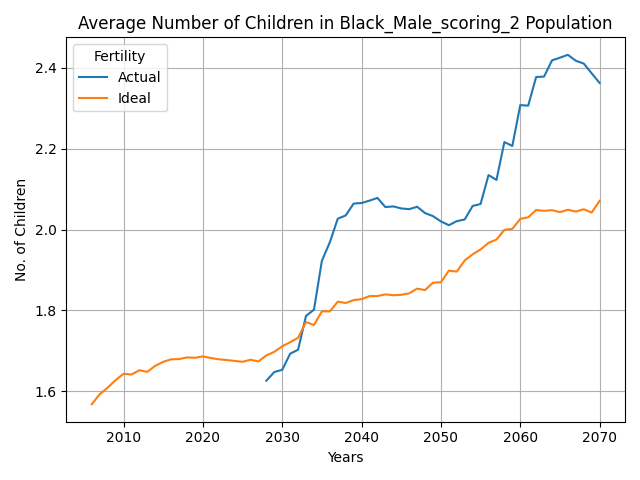 Average Number of Children in Black_Male_scoring_2 Population
Fertility
Actual
Ideal
No. of Children
2.4
2.2
2.0
1.8
1.6
2010 2020 2030 2040 2050 2060 2070
Years